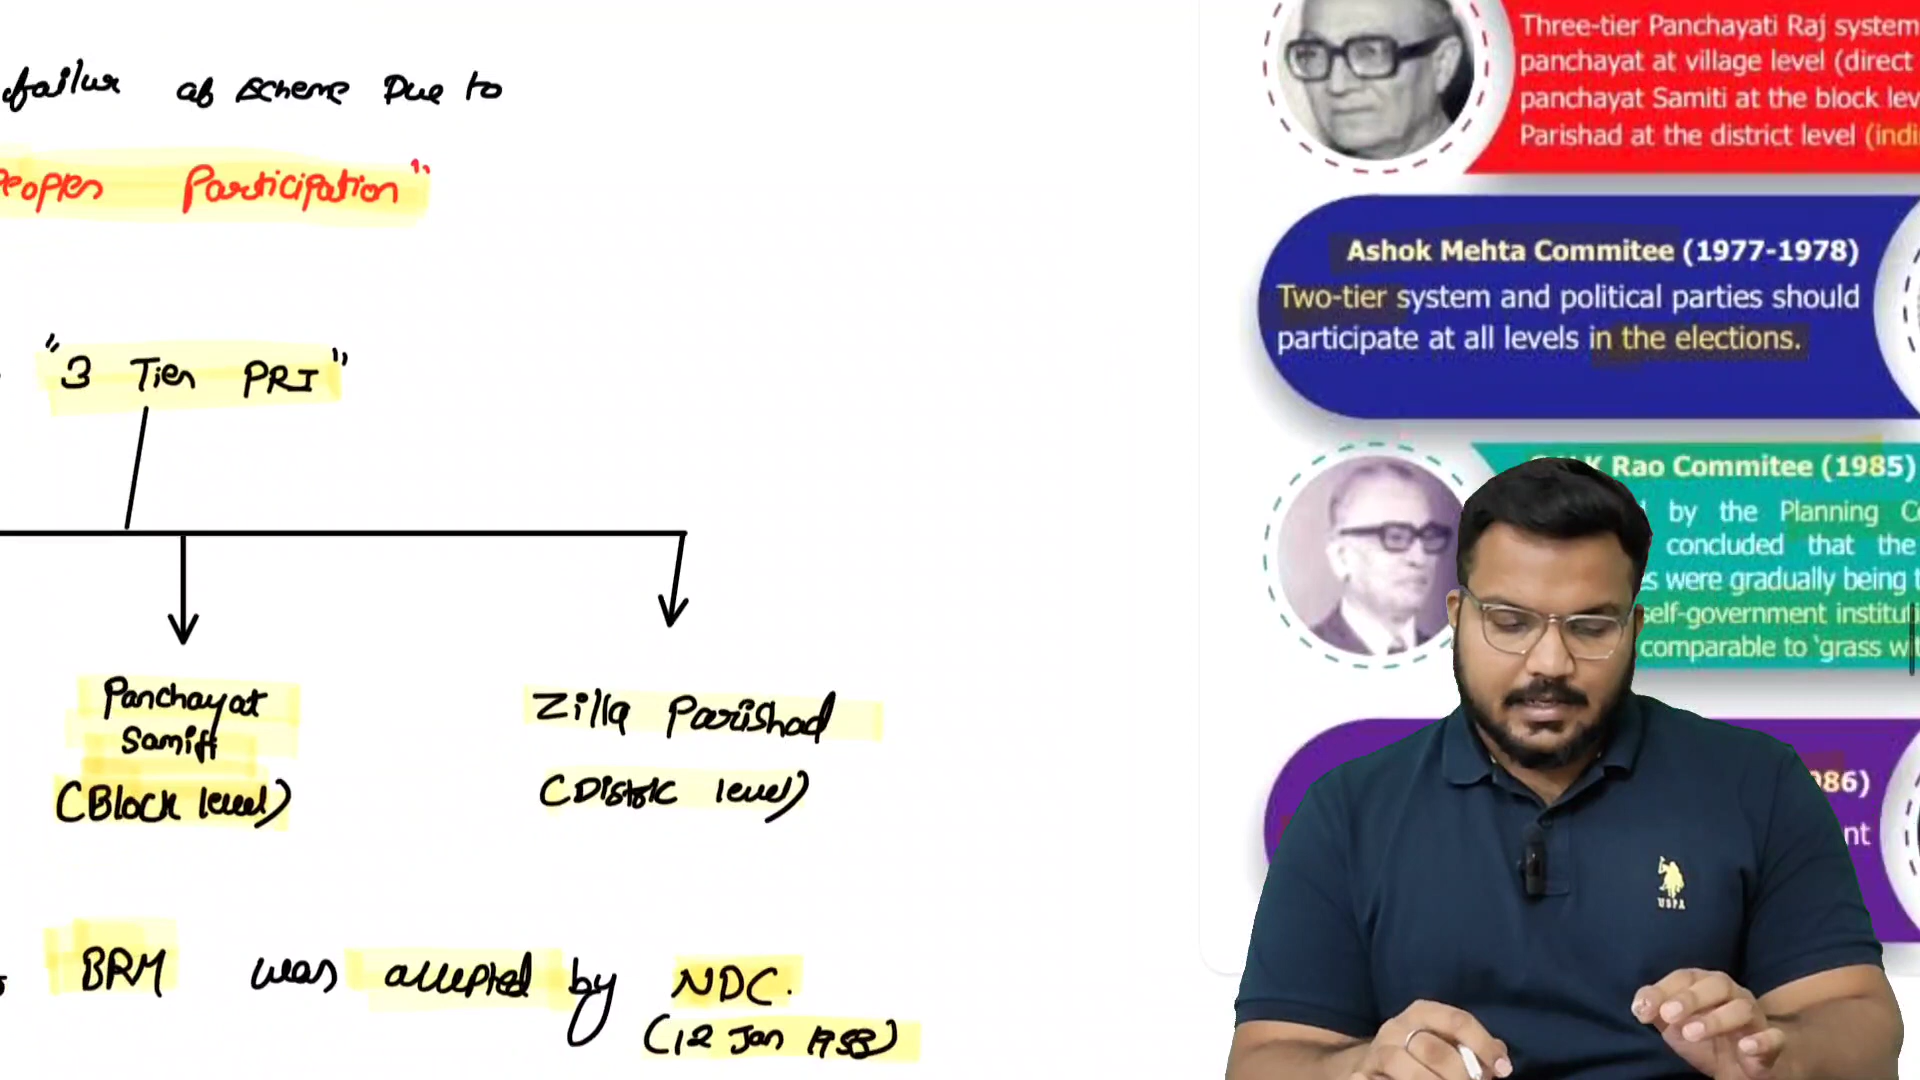 failure of scheme Due to
Peoples Participation"
"3 Tier PRI"
Panchayat
Samiti
(Block level)
Zilla Parishad
(Distric level)
BRM was accepted by NDC.
(12 Jan 1958)
Three-tier Panchayati Raj system
panchayat at village level (direct
panchayat Samiti at the block lev
Parishad at the district level (indi
Ashok Mehta Commitee (1977-1978)
Two-tier system and political parties should
participate at all levels in the elections.
K Rao Commitee (1985)
by the Planning Co
concluded that the
s were gradually being t
self-government institu
comparable to 'grass wi
986)
nt
USPA